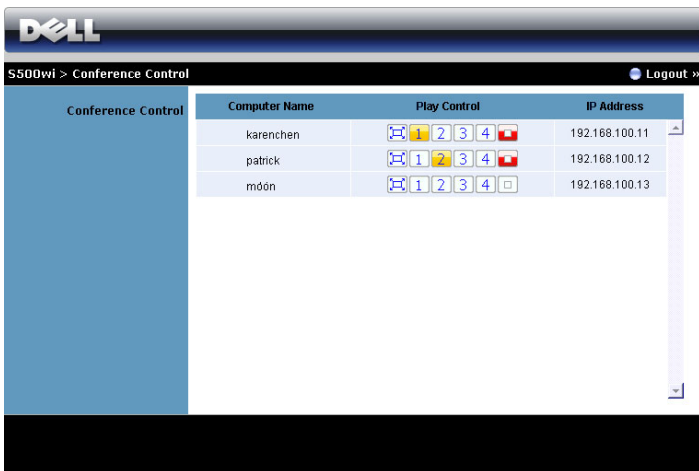 DELL
S500wi > Conference Control Logout »
Conference Control
Computer Name Play Control IP Address
karenchen 1 2 3 4 192.168.100.11
patrick 1 2 3 4 192.168.100.12
móón 1 2 3 4 192.168.100.13